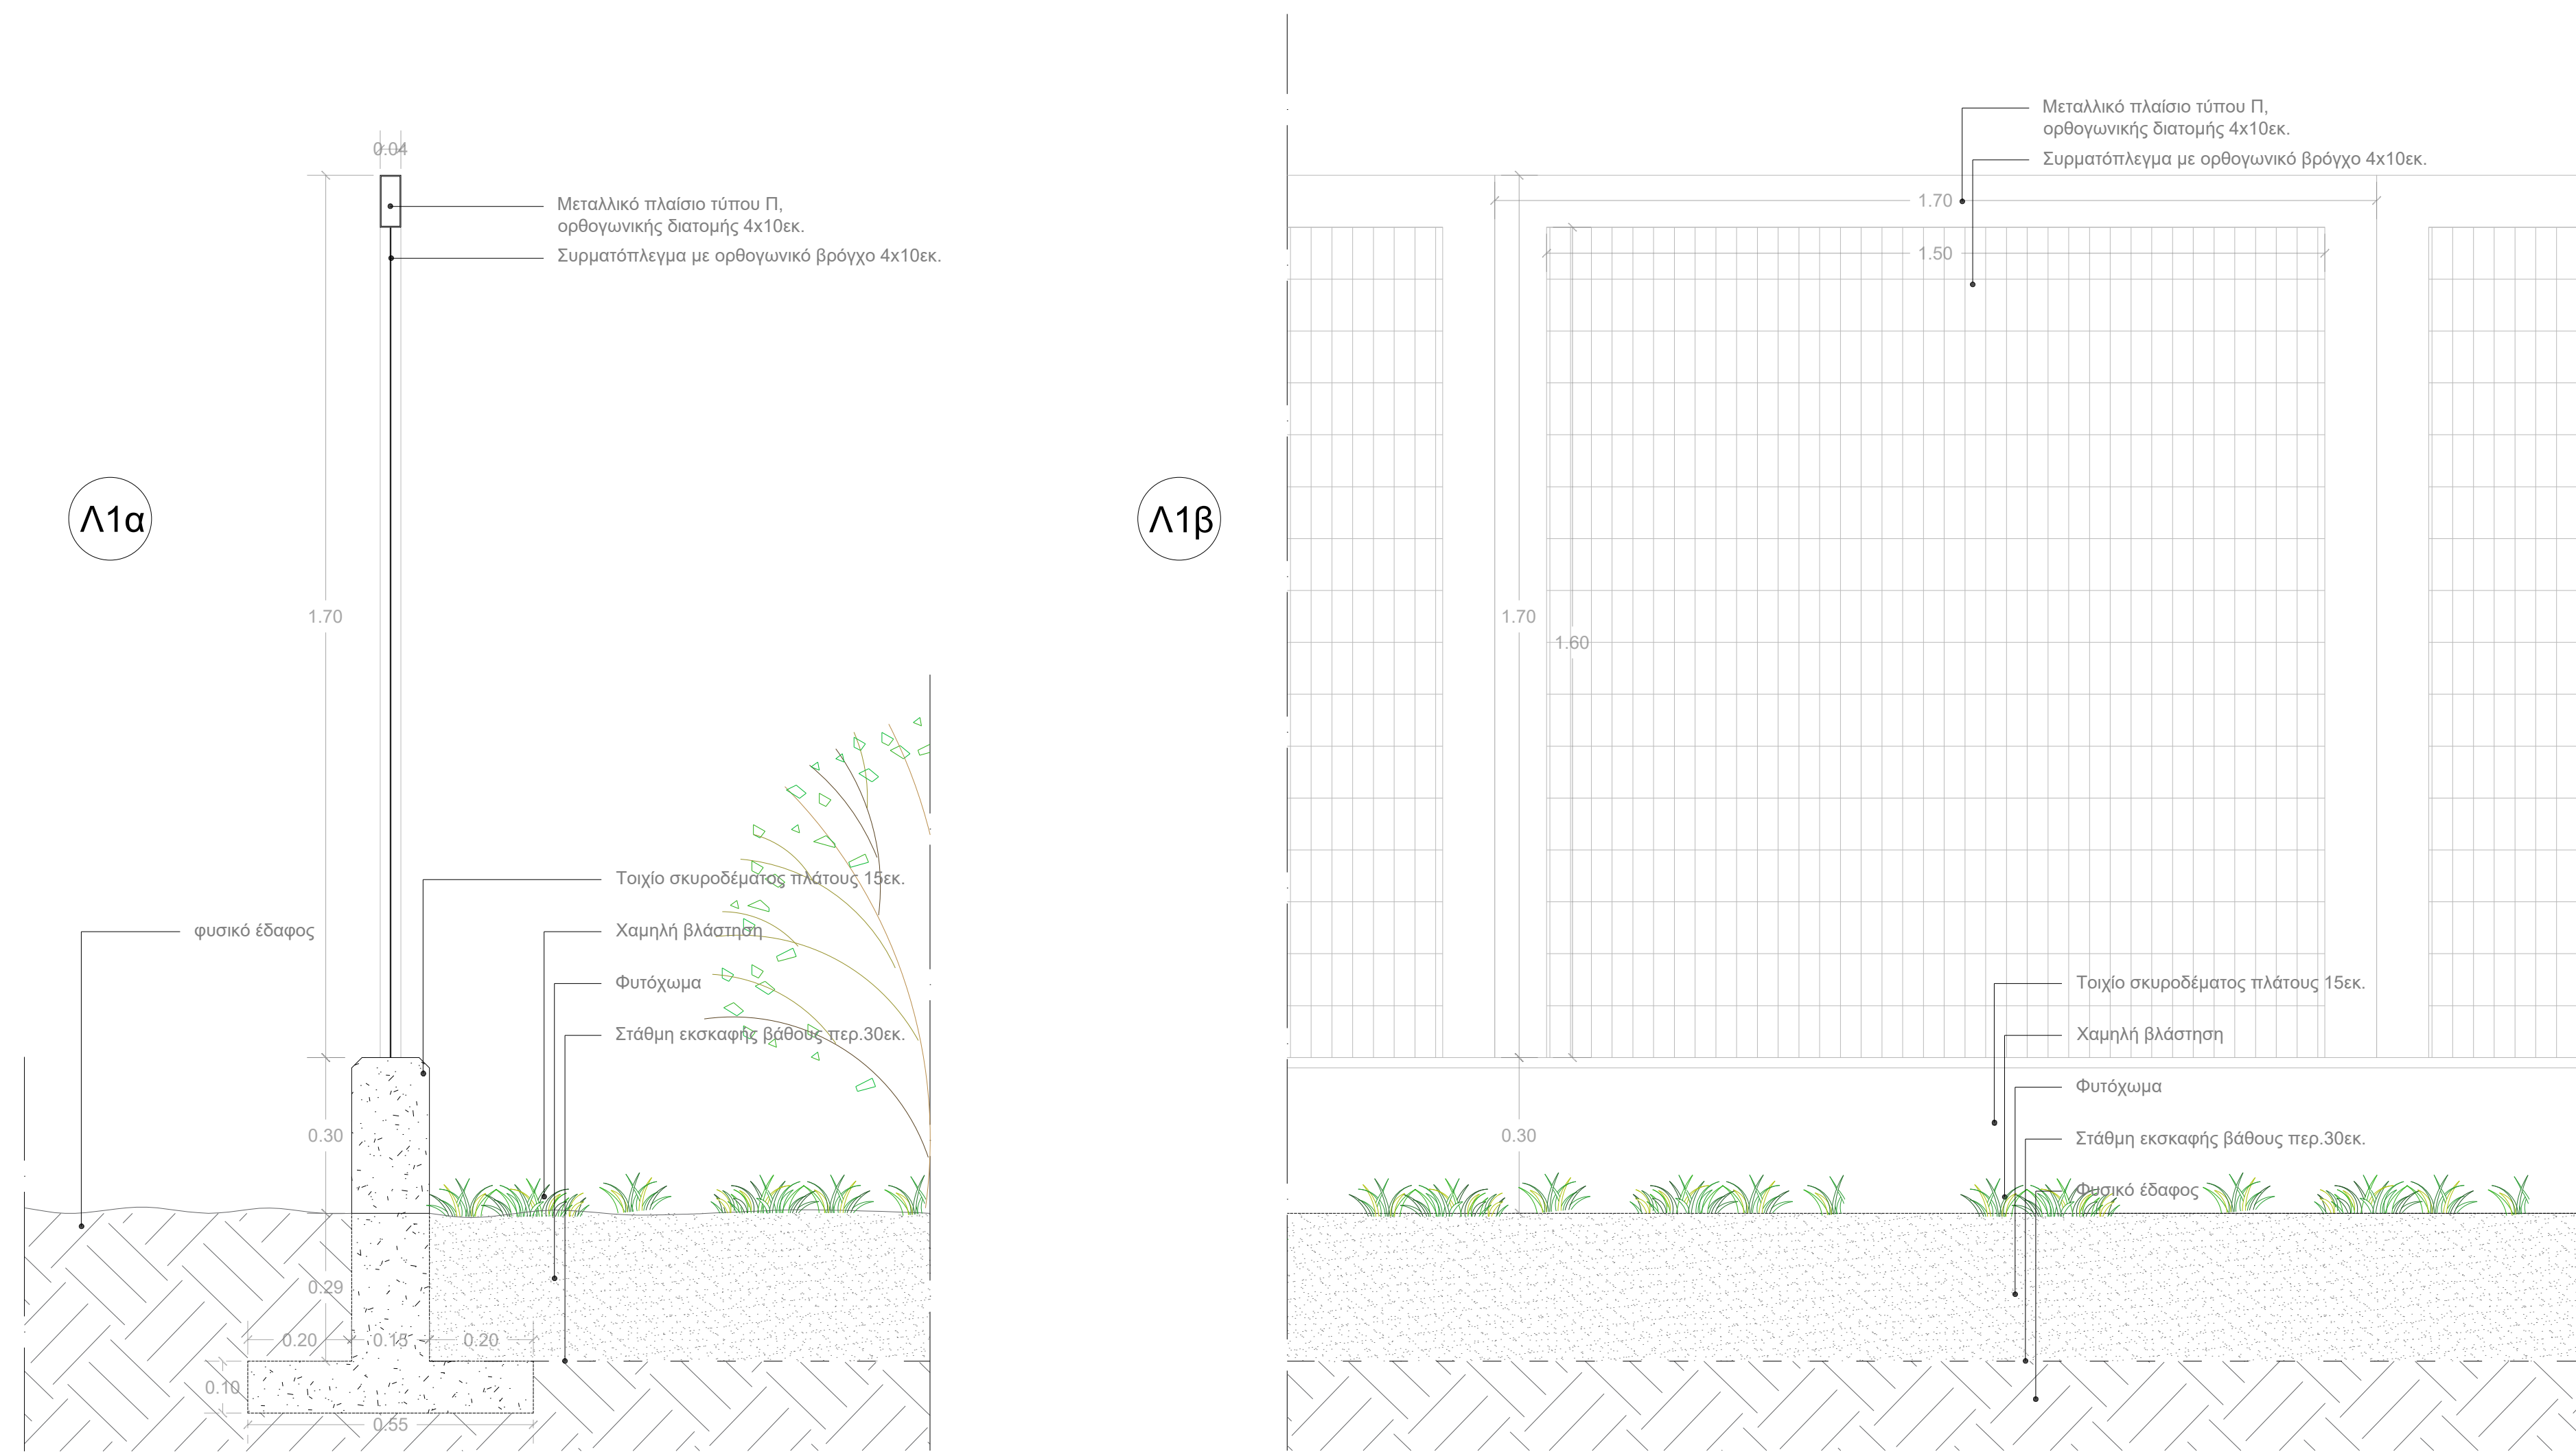 0.04
Μεταλλικό πλαίσιο τύπου Π,
ορθογωνικής διατομής 4x10εκ.
Συρματόπλεγμα με ορθογωνικό βρόγχο 4x10εκ.
Λ1α
1.70
Τοιχίο σκυροδέματος πλάτους 15εκ.
φυσικό έδαφος
Χαμηλή βλάστηση
Φυτόχωμα
Στάθμη εκσκαφής βάθους περ.30εκ.
0.30
0.29
0.20
0.15
0.20
0.10
0.55
Μεταλλικό πλαίσιο τύπου Π,
ορθογωνικής διατομής 4x10εκ.
Συρματόπλεγμα με ορθογωνικό βρόγχο 4x10εκ.
1.70
1.50
Λ1β
1.70
1.60
Τοιχίο σκυροδέματος πλάτους 15εκ.
Χαμηλή βλάστηση
Φυτόχωμα
0.30
Στάθμη εκσκαφής βάθους περ.30εκ.
Φυσικό έδαφος